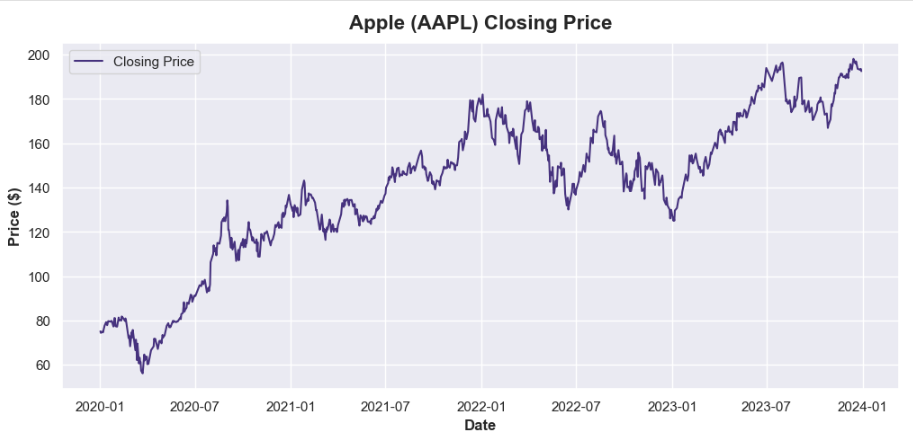 Apple (AAPL) Closing Price
Closing Price
Price ($)
200
180
160
140
120
100
80
60
2020-01 2020-07 2021-01 2021-07 2022-01 2022-07 2023-01 2023-07 2024-01
Date